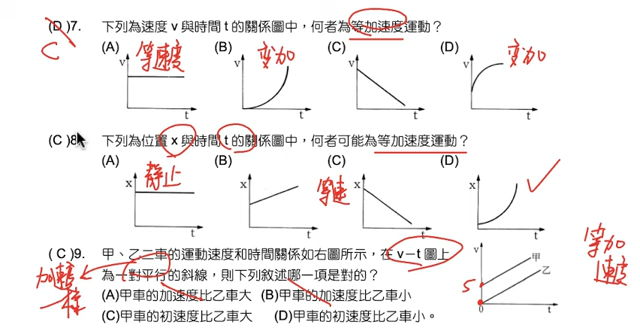 (D)7. 下列為速度 v 與時間 t 的關係圖中，何者為等加速度運動？
C
(A) (B) (C) (D)
等速度 变加 变加
v v v v
t t t t
(C)8. 下列為位置 x 與時間 t 的關係圖中，何者可能為等加速度運動？
(A) (B) (C) (D)
静止 等速
x x x x
t t t t
(C)9. 甲、乙二車的運動速度和時間關係如右圖所示，在 v－t 圖上
為一對平行的斜線，則下列敘述哪一項是對的？
(A)甲車的加速度比乙車大 (B)甲車的加速度比乙車小
(C)甲車的初速度比乙車大 (D)甲車的初速度比乙車小。
加速度
一樣
v
甲
乙
5
0
t
等加
速度